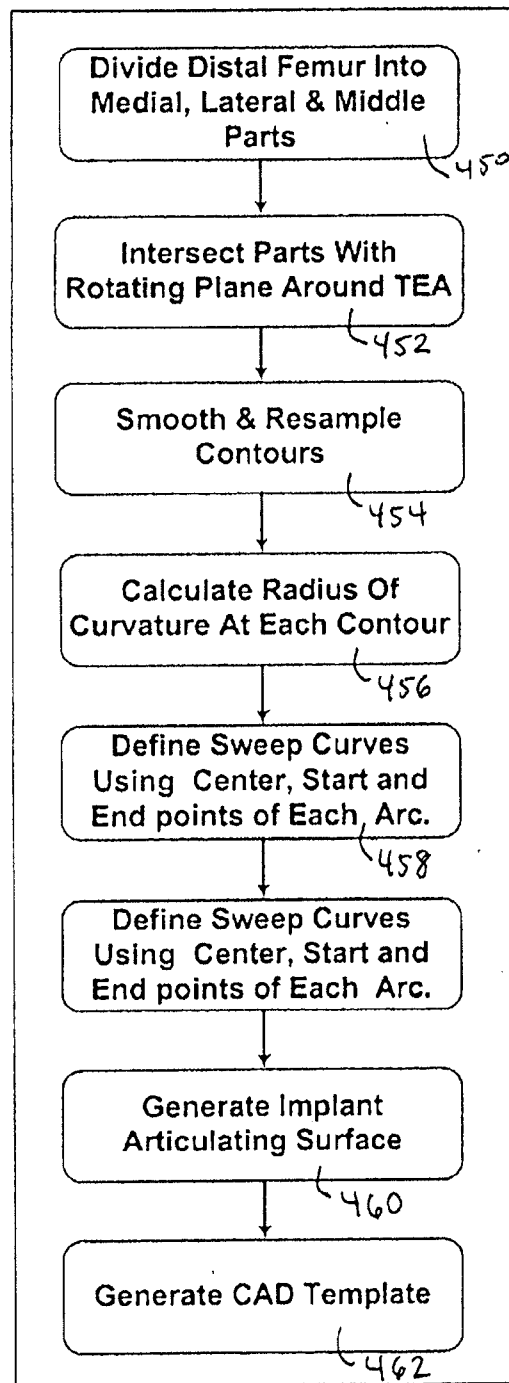 Divide Distal Femur Into
Medial, Lateral & Middle
Parts
450
Intersect Parts With
Rotating Plane Around TEA
452
Smooth & Resample
Contours
454
Calculate Radius Of
Curvature At Each Contour
456
Define Sweep Curves
Using Center, Start and
End points of Each Arc.
458
Define Sweep Curves
Using Center, Start and
End points of Each Arc.
Generate Implant
Articulating Surface
460
Generate CAD Template
462